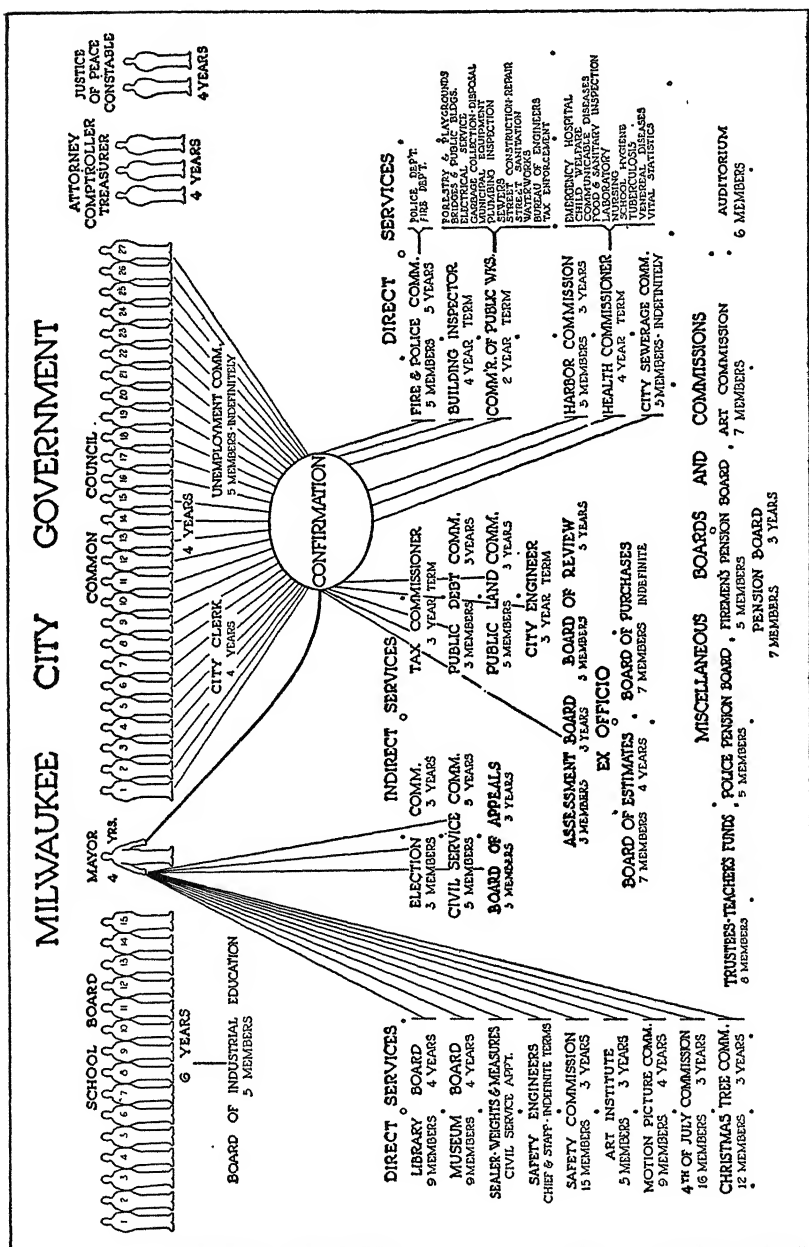 MILWAUKEE CITY GOVERNMENT
SCHOOL BOARD
1 2 3 4 5 6 7 8 9 10 11 12 13 14 15
6 YEARS
BOARD OF INDUSTRIAL EDUCATION
5 MEMBERS
MAYOR
4 YRS.
COMMON COUNCIL
1 2 3 4 5 6 7 8 9 10 11 12 13 14 15 16 17 18 19 20 21 22 23 24 25 26 27
4 YEARS
CITY CLERK
4 YEARS
UNEMPLOYMENT COMM.
5 MEMBERS-INDEFINITELY
ATTORNEY
COMPTROLLER
TREASURER
4 YEARS
JUSTICE
OF PEACE
CONSTABLE
4 YEARS
CONFIRMATION
DIRECT SERVICES
LIBRARY BOARD
9 MEMBERS 4 YEARS
MUSEUM BOARD
9 MEMBERS 4 YEARS
SEALER-WEIGHTS & MEASURES
CIVIL SERVICE APPT.
SAFETY ENGINEERS
CHIEF & STAFF-INDEFINITE TERMS
SAFETY COMMISSION
15 MEMBERS 3 YEARS
ART INSTITUTE
5 MEMBERS 3 YEARS
MOTION PICTURE COMM.
9 MEMBERS 4 YEARS
4TH OF JULY COMMISSION
16 MEMBERS 3 YEARS
CHRISTMAS TREE COMM.
12 MEMBERS 3 YEARS
INDIRECT SERVICES
ELECTION COMM.
3 MEMBERS 3 YEARS
CIVIL SERVICE COMM.
5 MEMBERS 5 YEARS
BOARD OF APPEALS
5 MEMBERS 3 YEARS
TAX COMMISSIONER
3 YEAR TERM
PUBLIC DEBT COMM.
3 MEMBERS 3 YEARS
PUBLIC LAND COMM.
5 MEMBERS 3 YEARS
CITY ENGINEER
3 YEAR TERM
ASSESSMENT BOARD
3 MEMBERS 3 YEARS
BOARD OF REVIEW
5 MEMBERS 5 YEARS
EX OFFICIO
BOARD OF ESTIMATES
7 MEMBERS 4 YEARS
BOARD OF PURCHASES
7 MEMBERS INDEFINITE
DIRECT SERVICES
FIRE & POLICE COMM.
5 MEMBERS 5 YEARS
POLICE DEP'T.
FIRE DEP'T.
BUILDING INSPECTOR
4 YEAR TERM
COMM'R. OF PUBLIC WKS.
2 YEAR TERM
FORESTRY & PLAYGROUNDS
BRIDGES & PUBLIC BLDGS.
ELECTRICAL SERVICE
GARBAGE COLLECTION-DISPOSAL
MUNICIPAL EQUIPMENT
PLUMBING INSPECTION
SEWERS
STREET CONSTRUCTION-REPAIR
STREET SANITATION
WATERWORKS
BUREAU OF ENGINEERS
TAX ENFORCEMENT
HARBOR COMMISSION
5 MEMBERS 3 YEARS
HEALTH COMMISSIONER
4 YEAR TERM
EMERGENCY HOSPITAL
CHILD WELFARE
COMMUNICABLE DISEASES
FOOD & SANITARY INSPECTION
LABORATORY
NURSING
SCHOOL HYGIENE
TUBERCULOSIS
VENEREAL DISEASES
VITAL STATISTICS
CITY SEWERAGE COMM.
5 MEMBERS-INDEFINITELY
MISCELLANEOUS BOARDS AND COMMISSIONS
TRUSTEES-TEACHER'S FUNDS
8 MEMBERS
POLICE PENSION BOARD
5 MEMBERS
FIREMEN'S PENSION BOARD
5 MEMBERS
ART COMMISSION
7 MEMBERS
AUDITORIUM
6 MEMBERS
PENSION BOARD
7 MEMBERS 3 YEARS